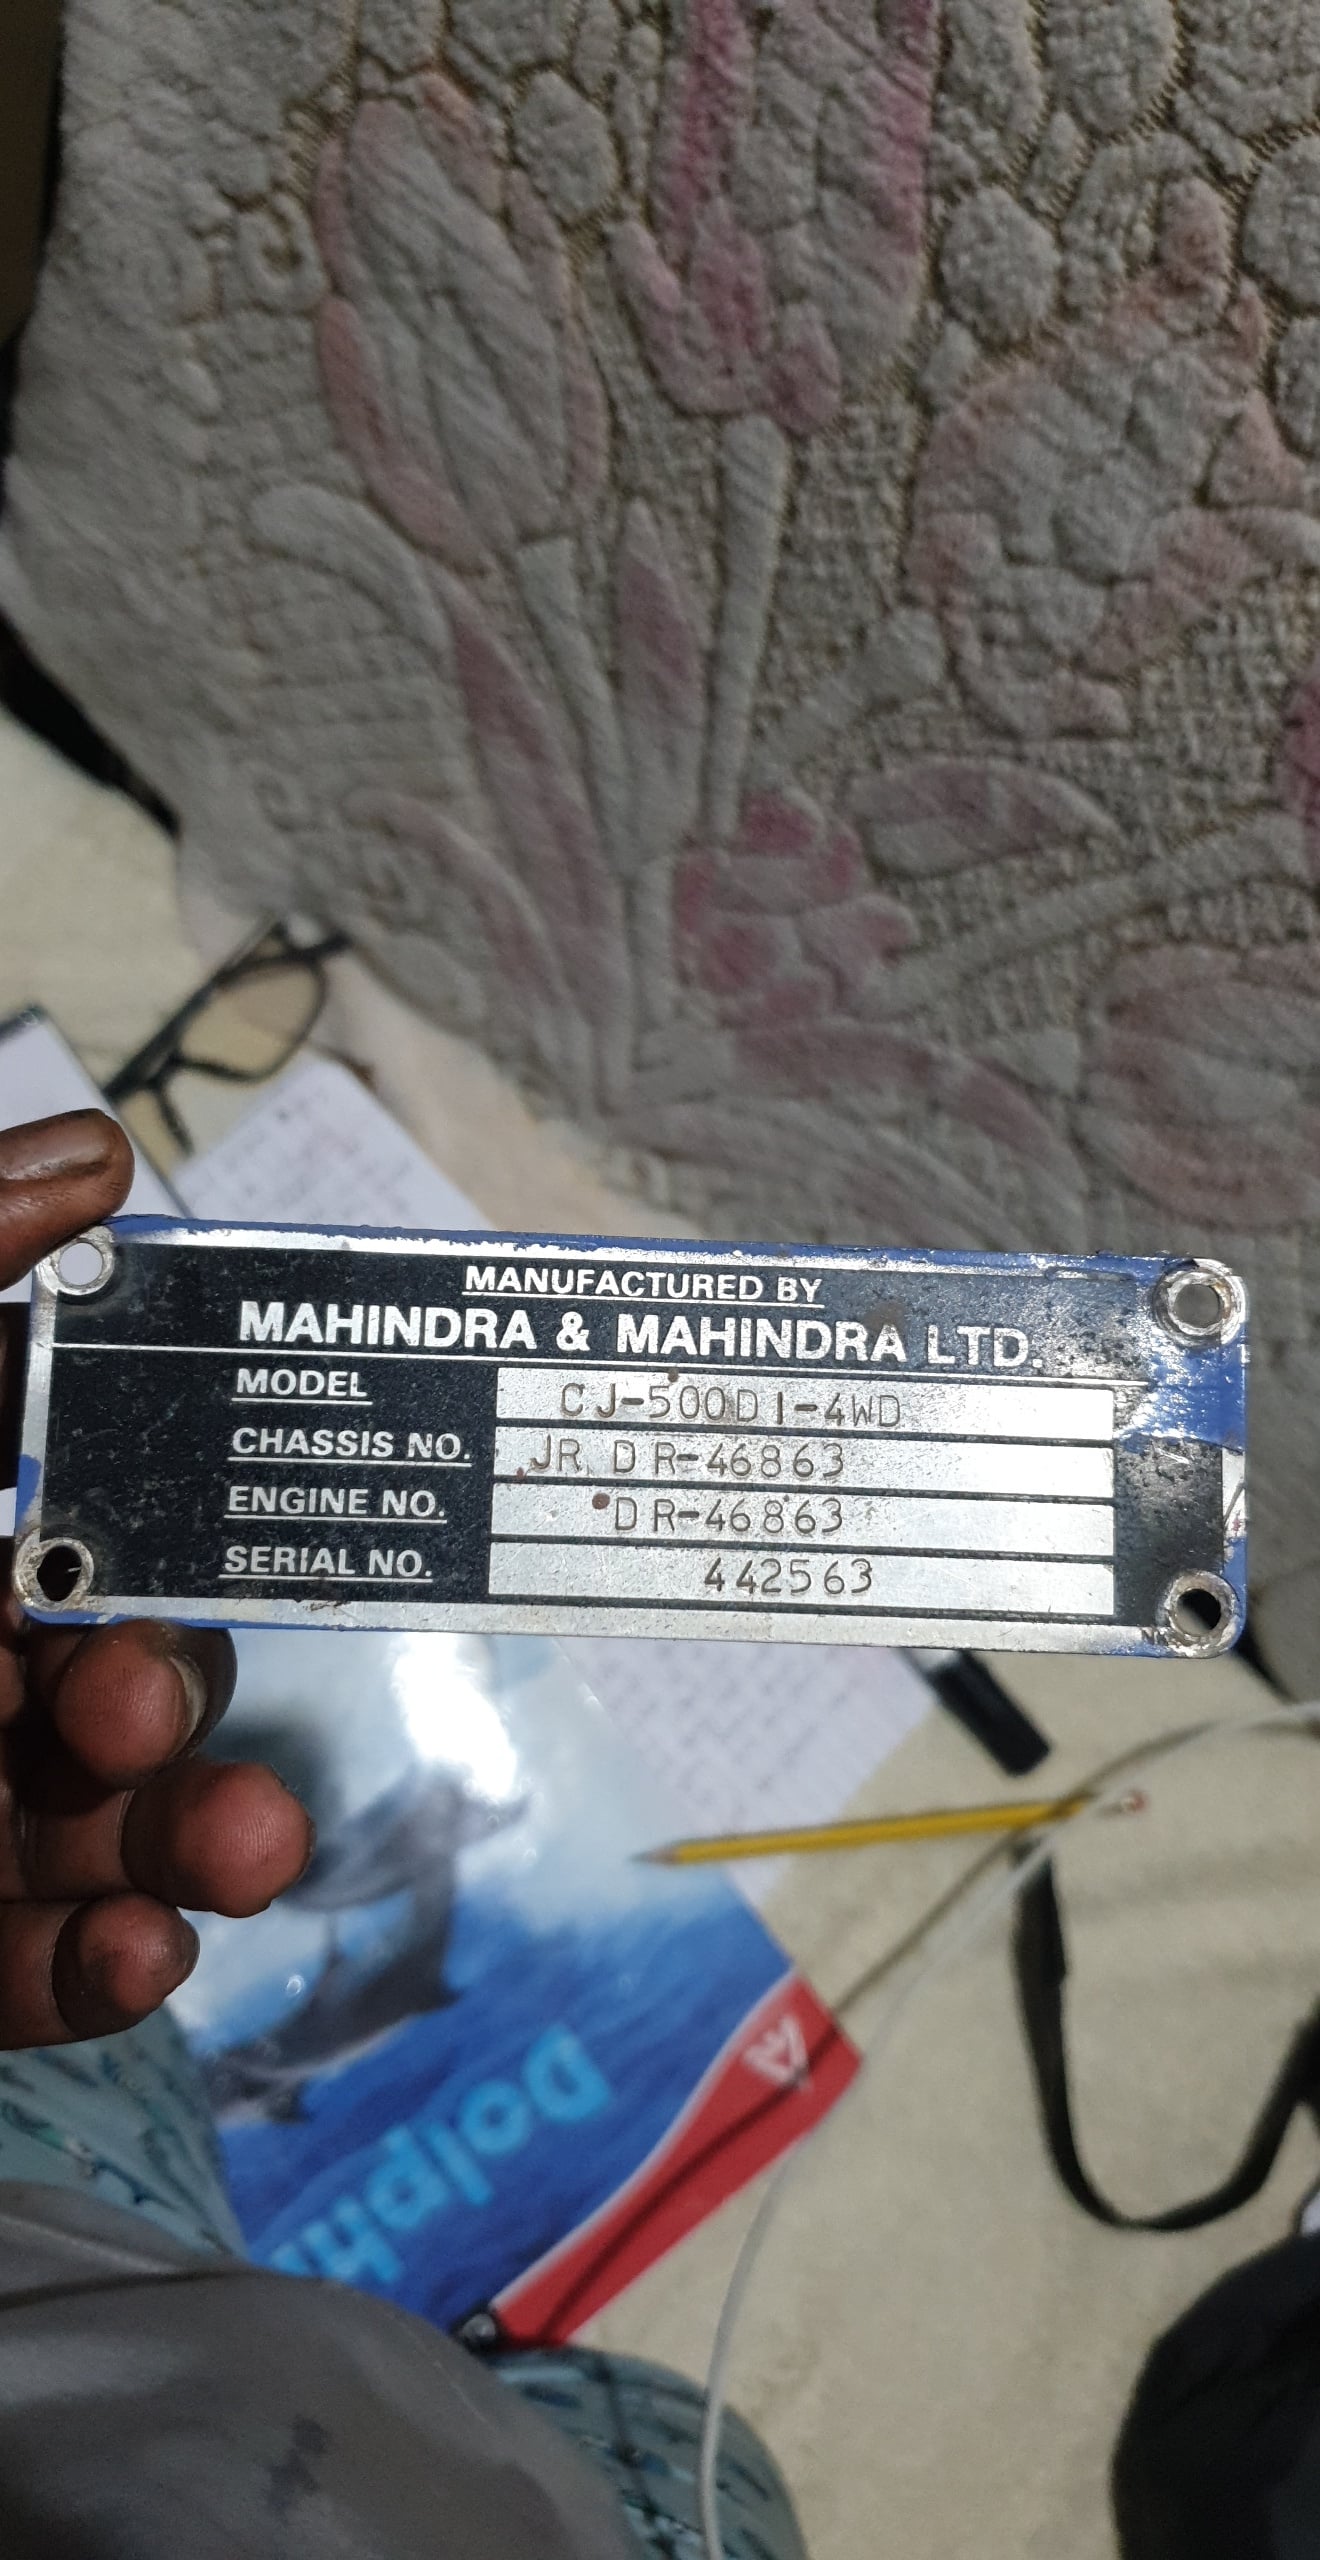 MANUFACTURED BY
MAHINDRA & MAHINDRA LTD.
MODEL CJ-500DI-4WD
CHASSIS NO. JR DR-46863
ENGINE NO. DR-46863
SERIAL NO. 442563
Dolph